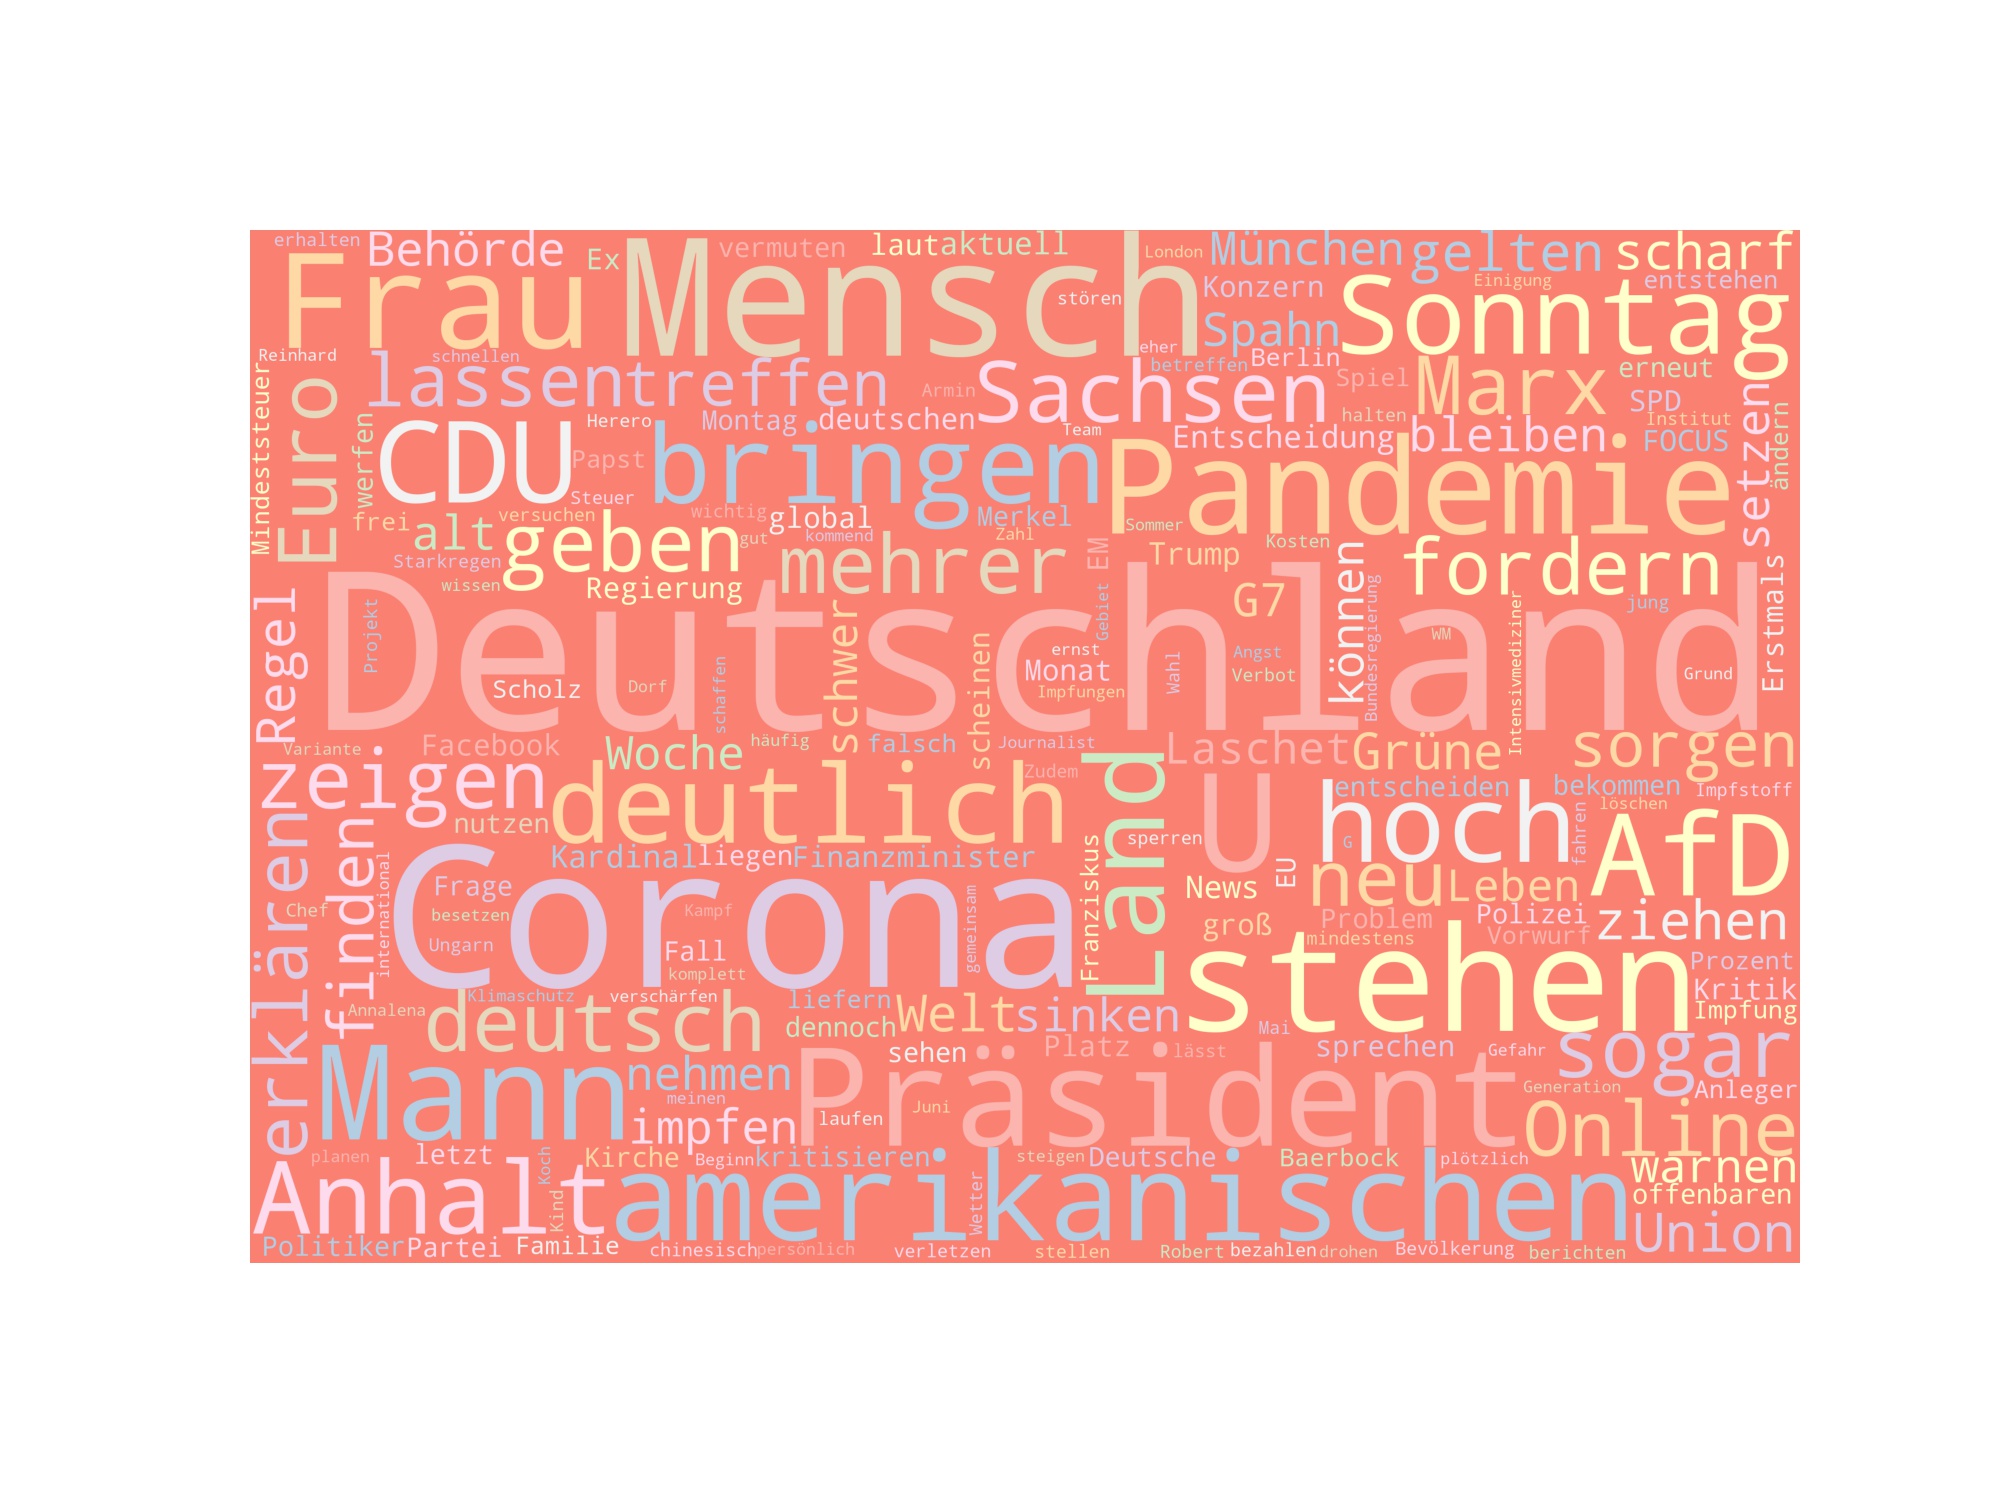 erhalten
Behörde
Ex
Mensch
vermuten
laut
aktuell
London
München
gelten
scharf
Frau
stören
Konzern
Einigung
entstehen
Sonntag
Spahn
Reinhard
schnellen
lassen
treffen
eher
betreffen
Berlin
Mindeststeuer
Euro
Armin
Sachsen
Spiel
Marx
erneut
SPD
setzen
werfen
CDU
Herero
Montag
deutschen
Team
halten
Institut
ändern
Papst
bringen
Entscheidung
bleiben
FOCUS
Pandemie
Steuer
frei
alt
versuchen
geben
wichtig
global
Merkel
Sommer
gut
kommend
Zahl
Kosten
Starkregen
mehrer
EM
Trump
fordern
wissen
Regierung
G7
können
Erstmals
Regel
Projekt
Deutschland
schwer
scheinen
Gebiet
Bundesregierung
WM
Intensivmediziner
jung
ernst
Monat
Angst
Scholz
Dorf
schaffen
Impfungen
Wahl
Verbot
Grund
Variante
Facebook
Woche
häufig
falsch
Journalist
Laschet
Grüne
sorgen
zeigen
Zudem
Land
U
entscheiden
bekommen
Impfstoff
nutzen
deutlich
hoch
löschen
erklären
finden
sperren
G
fahren
AfD
Kardinal
liegen
Finanzminister
international
Frage
Corona
Franziskus
News
EU
neu
Leben
Chef
besetzen
Kampf
groß
Problem
Polizei
ziehen
Ungarn
Fall
gemeinsam
mindestens
Vorwurf
komplett
stehen
Prozent
Klimaschutz
verschärfen
liefern
Kritik
Annalena
deutsch
dennoch
Welt
sinken
Mai
Impfung
sehen
Platz
lässt
sprechen
Gefahr
sogar
Mann
nehmen
Präsident
Generation
Anleger
meinen
Juni
impfen
laufen
Online
planen
letzt
Koch
Kirche
Beginn
kritisieren
steigen
Deutsche
Baerbock
plötzlich
warnen
Anhalt
Kind
amerikanischen
Wetter
offenbaren
Union
Politiker
Partei
Familie
chinesisch
persönlich
verletzen
stellen
Robert
bezahlen
drohen
Bevölkerung
berichten